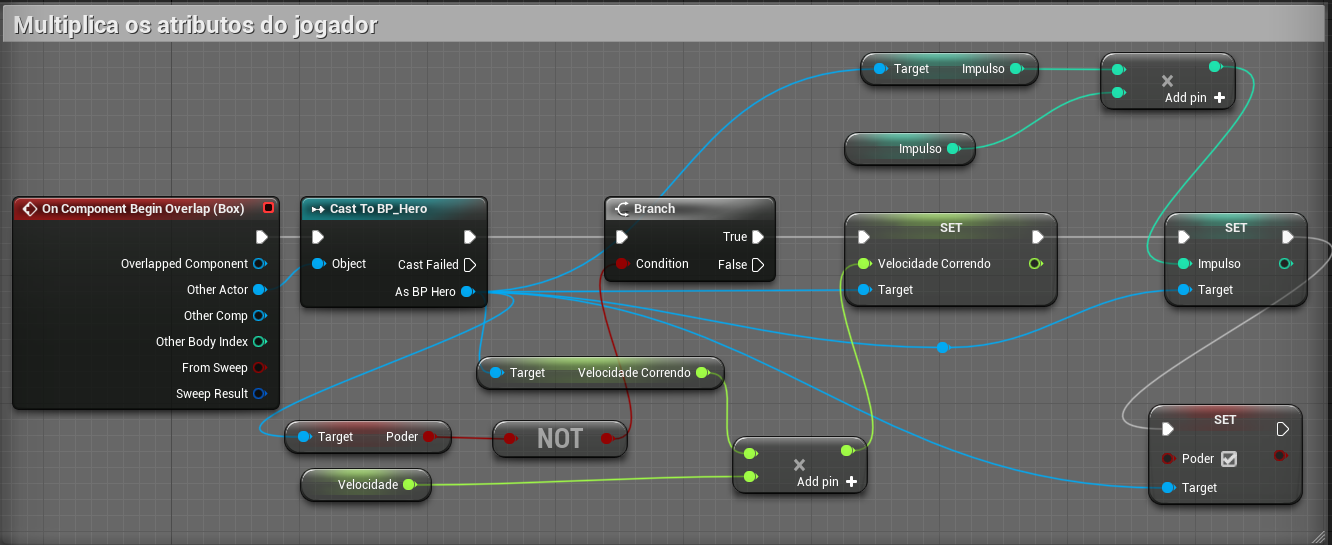 Multiplica os atributos do jogador
Target Impulso
Add pin
Impulso
On Component Begin Overlap (Box)
Overlapped Component
Other Actor
Other Comp
Other Body Index
From Sweep
Sweep Result
Cast To BP_Hero
Object Cast Failed
As BP Hero
Branch
True
Condition False
SET
Velocidade Correndo
Target
SET
Impulso
Target
Target Velocidade Correndo
Target Poder
NOT
Velocidade
Add pin
SET
Poder
Target